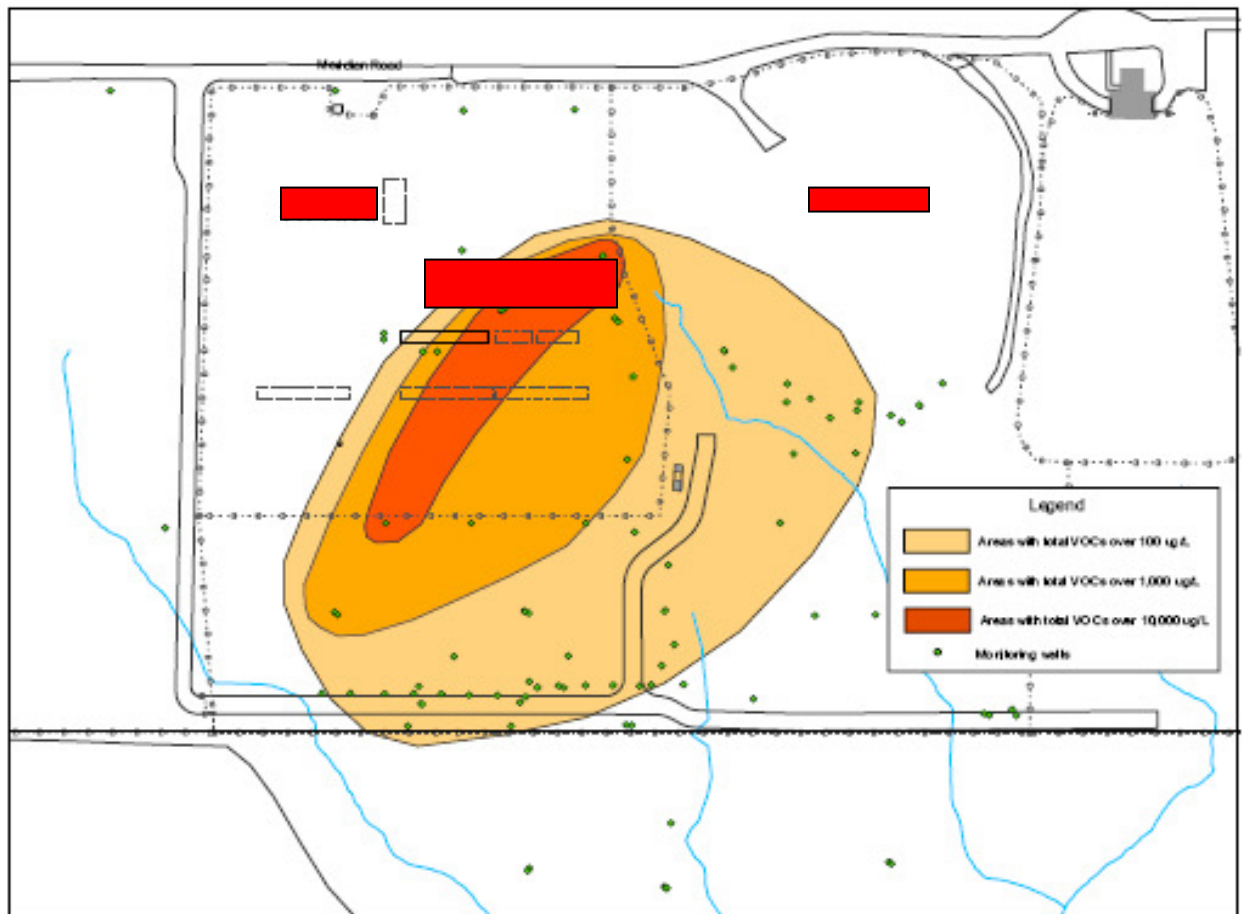 Meridian Road
Legend
Areas with total VOCs over 100 ug/L
Areas with total VOCs over 1,000 ug/L
Areas with total VOCs over 10,000 ug/L
Monitoring wells